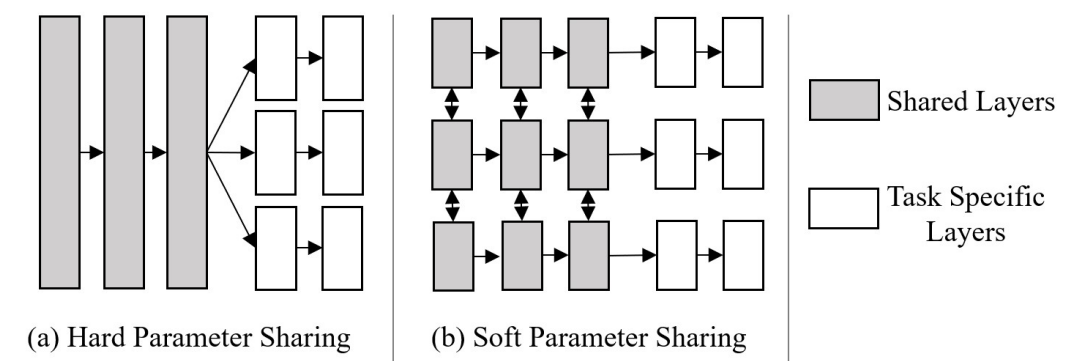 Shared Layers
Task Specific
Layers
(a) Hard Parameter Sharing
(b) Soft Parameter Sharing